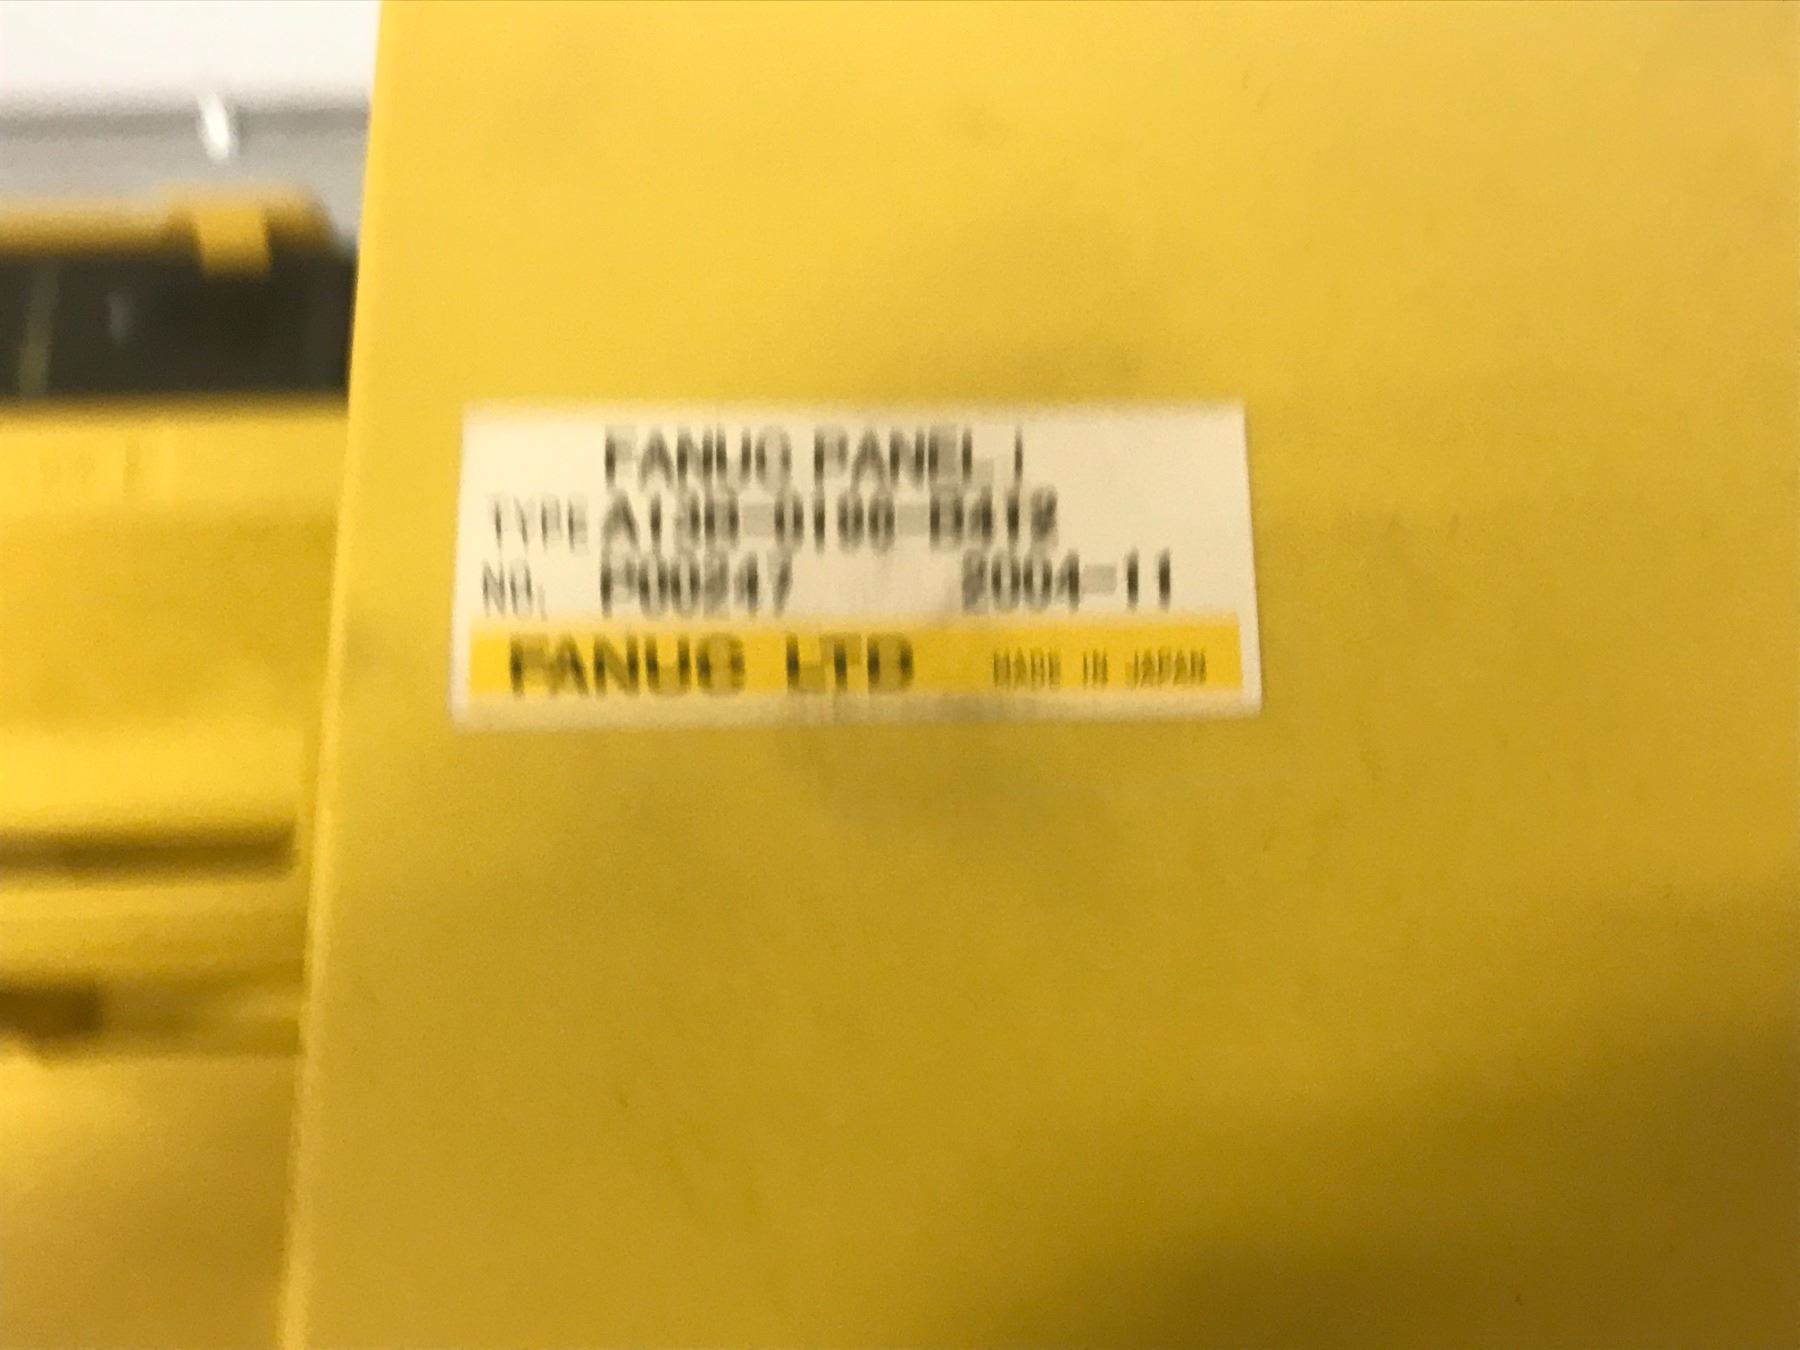 FANUC PANEL i
TYPE A13B-0196-B412
NO. P00247 2004-11
FANUC LTD MADE IN JAPAN